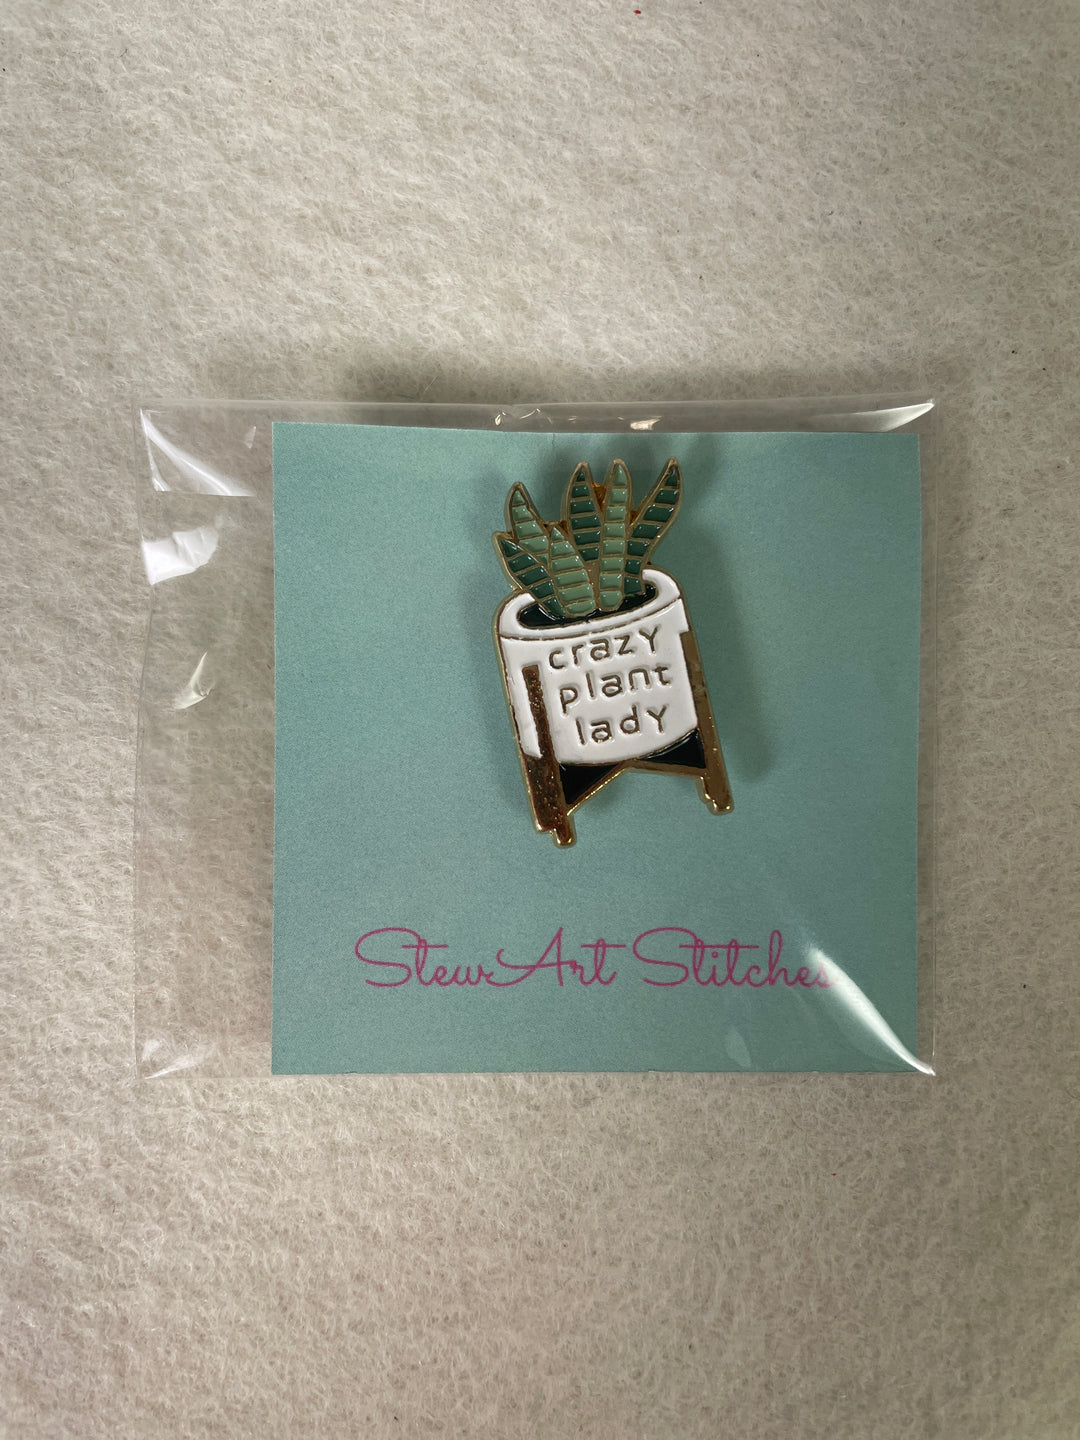 crazy
plant
lady
StewArt Stitches